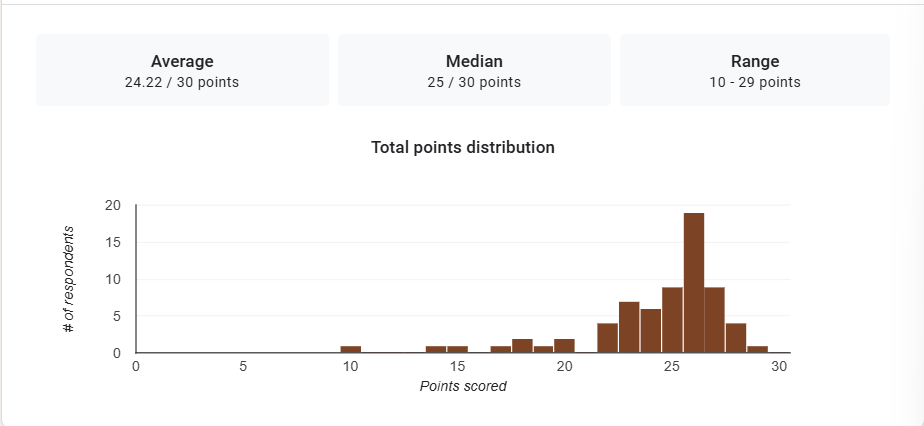 Average
24.22 / 30 points
Median
25 / 30 points
Range
10 - 29 points
Total points distribution
# of respondents
20
15
10
5
0
0 5 10 15 20 25 30
Points scored